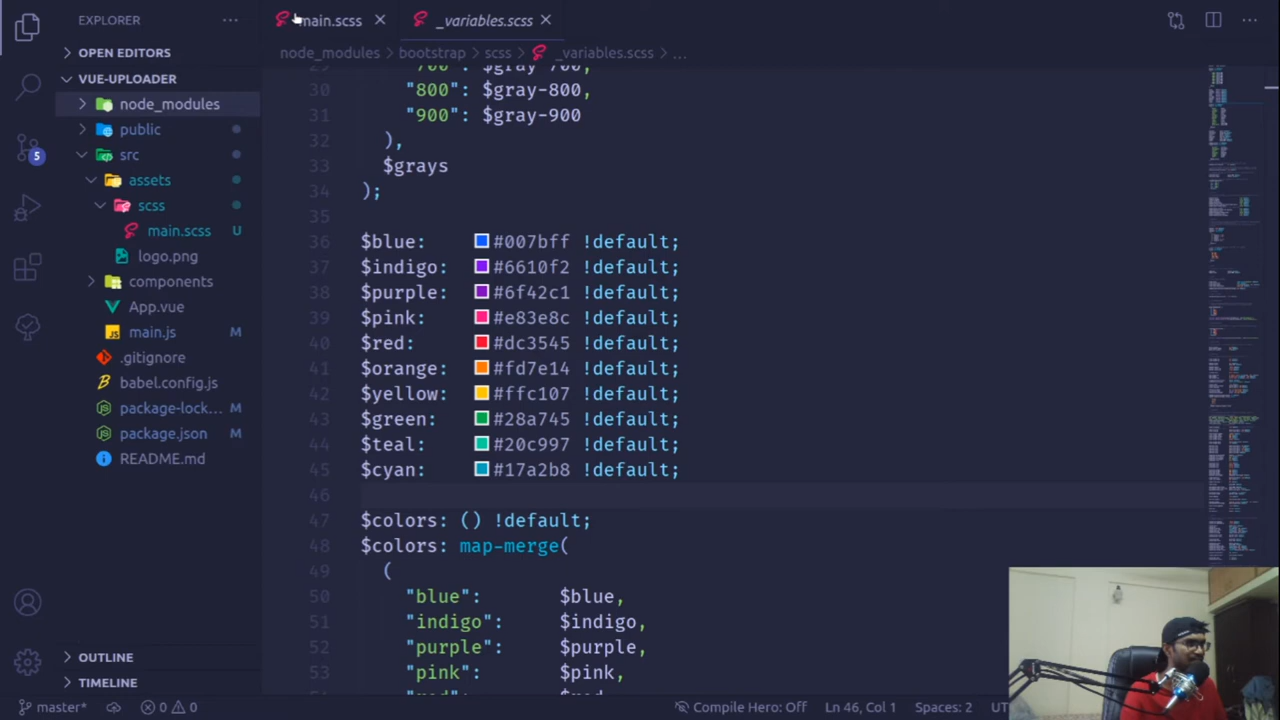 EXPLORER
OPEN EDITORS
VUE-UPLOADER
node_modules
public
src
assets
scss
main.scss U
logo.png
components
App.vue
main.js M
.gitignore
babel.config.js
package-lock... M
package.json M
README.md
OUTLINE
TIMELINE
5
main.scss
_variables.scss
node_modules > bootstrap > scss > _variables.scss > ...
29 "700": $gray-700,
30 "800": $gray-800,
31 "900": $gray-900
32 ),
33 $grays
34 );
35
36 $blue: #007bff !default;
37 $indigo: #6610f2 !default;
38 $purple: #6f42c1 !default;
39 $pink: #e83e8c !default;
40 $red: #dc3545 !default;
41 $orange: #fd7e14 !default;
42 $yellow: #ffc107 !default;
43 $green: #28a745 !default;
44 $teal: #20c997 !default;
45 $cyan: #17a2b8 !default;
46
47 $colors: () !default;
48 $colors: map-merge(
49 (
50 "blue": $blue,
51 "indigo": $indigo,
52 "purple": $purple,
53 "pink": $pink,
master* 0 0 Compile Hero: Off Ln 46, Col 1 Spaces: 2